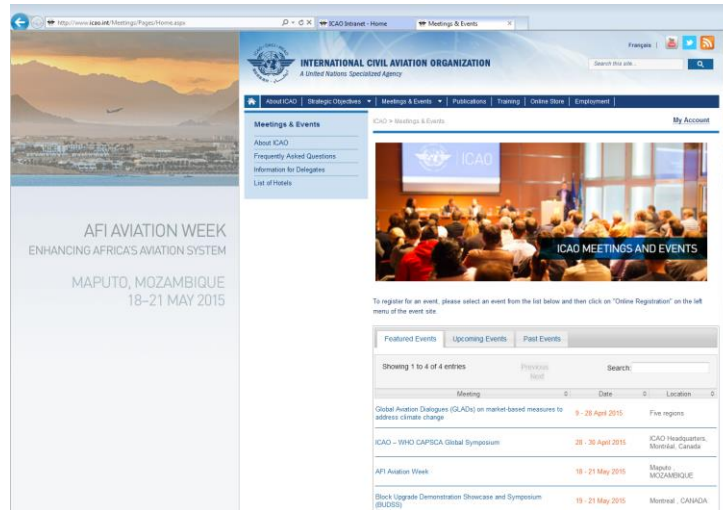 http://www.icao.int/Meetings/Pages/Home.aspx
ICAO Intranet - Home
Meetings & Events
Français |
INTERNATIONAL CIVIL AVIATION ORGANIZATION
A United Nations Specialized Agency
Search this site...
About ICAO | Strategic Objectives | Meetings & Events | Publications | Training | Online Store | Employment |
Meetings & Events
About ICAO
Frequently Asked Questions
Information for Delegates
List of Hotels
ICAO > Meetings & Events
My Account
ICAO
ICAO MEETINGS AND EVENTS
AFI AVIATION WEEK
ENHANCING AFRICA'S AVIATION SYSTEM
MAPUTO, MOZAMBIQUE
18–21 MAY 2015
To register for an event, please select an event from the list below and then click on "Online Registration" on the left
menu of the event site.
Featured Events Upcoming Events Past Events
Showing 1 to 4 of 4 entries
Previous
Next
Search:
Meeting Date Location
Global Aviation Dialogues (GLADs) on market-based measures to
address climate change
9 - 28 April 2015
Five regions
ICAO – WHO CAPSCA Global Symposium
28 - 30 April 2015
ICAO Headquarters,
Montréal, Canada
AFI Aviation Week
18 - 21 May 2015
Maputo ,
MOZAMBIQUE
Block Upgrade Demonstration Showcase and Symposium
(BUDSS)
19 - 21 May 2015
Montreal , CANADA